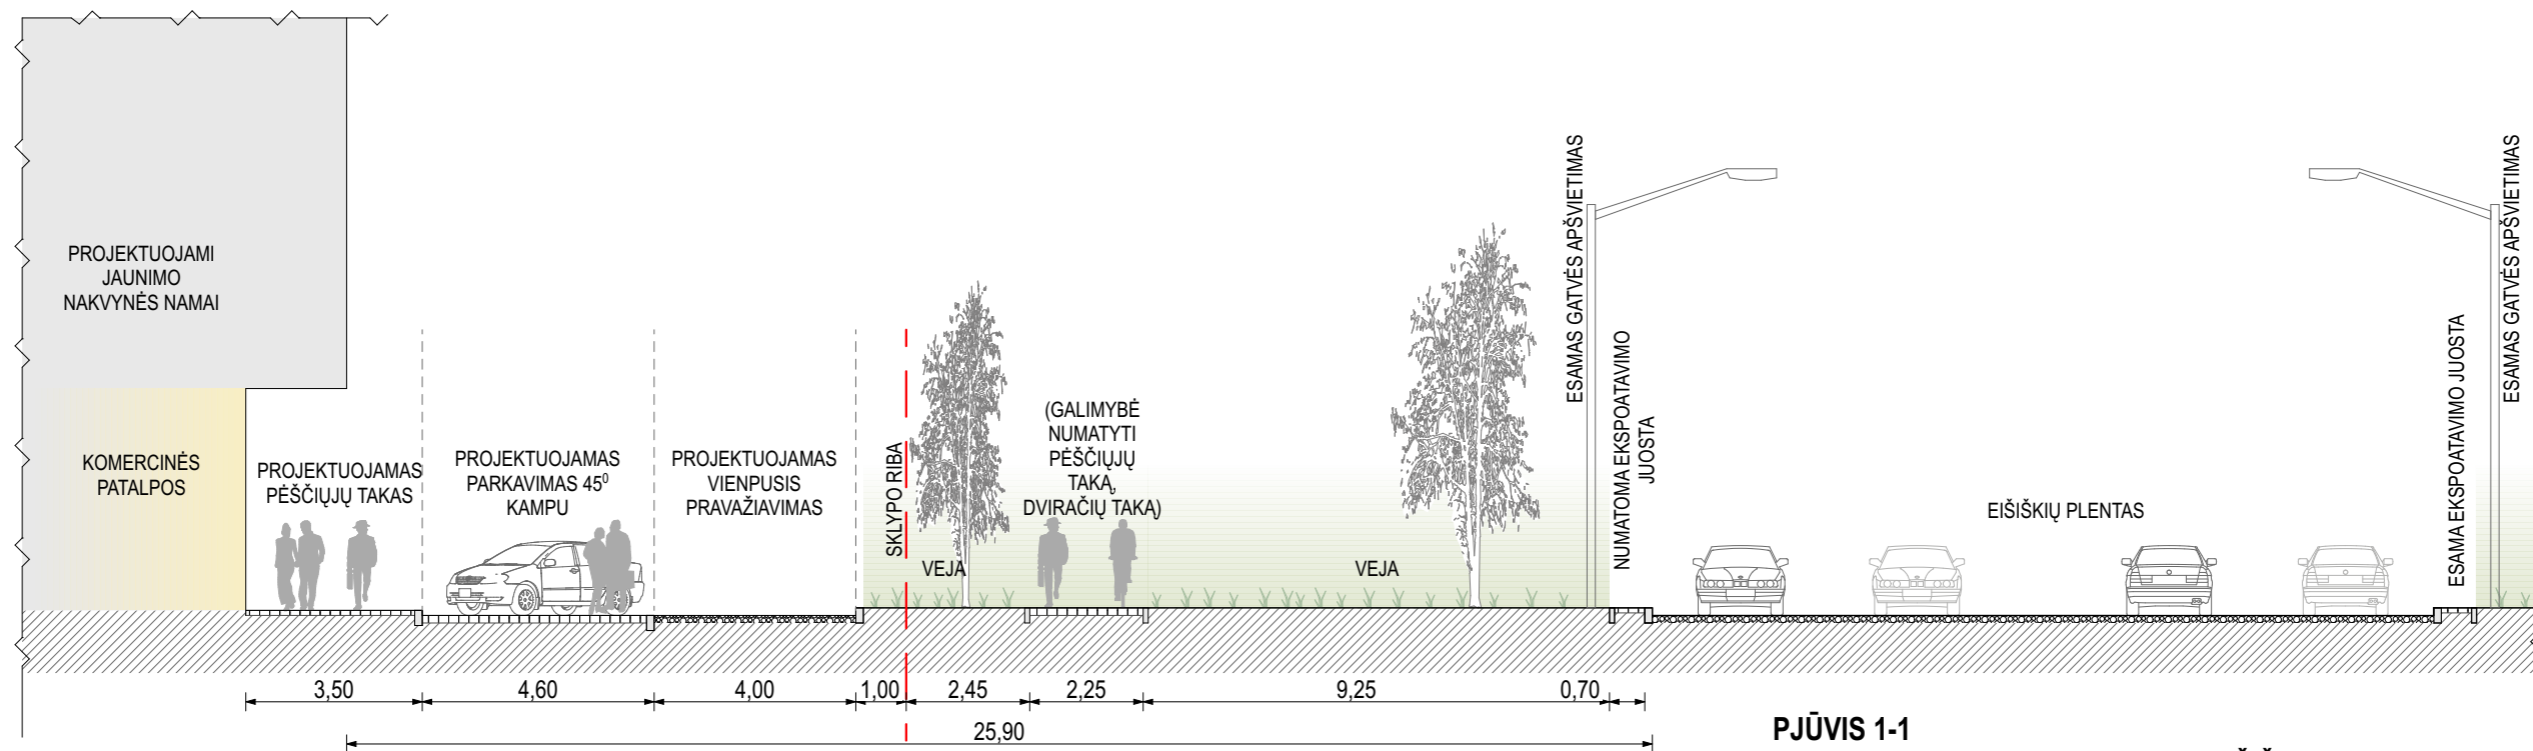 PROJEKTUOJAMI
JAUNIMO
NAKVYNĖS NAMAI
KOMERCINĖS
PATALPOS
PROJEKTUOJAMAS
PĖŠČIŲJŲ TAKAS
PROJEKTUOJAMAS
PARKAVIMAS 45⁰
KAMPU
PROJEKTUOJAMAS
VIENPUSIS
PRAVAŽIAVIMAS
SKLYPO RIBA
VEJA
(GALIMYBĖ
NUMATYTI
PĖŠČIŲJŲ
TAKĄ,
DVIRAČIŲ TAKĄ)
VEJA
ESAMAS GATVĖS APŠVIETIMAS
NUMATOMA EKSPOATAVIMO
JUOSTA
EIŠIŠKIŲ PLENTAS
ESAMA EKSPOATAVIMO JUOSTA
ESAMAS GATVĖS APŠVIETIMAS
3,50
4,60
4,00
1,00
2,45
2,25
9,25
0,70
25,90
PJŪVIS 1-1